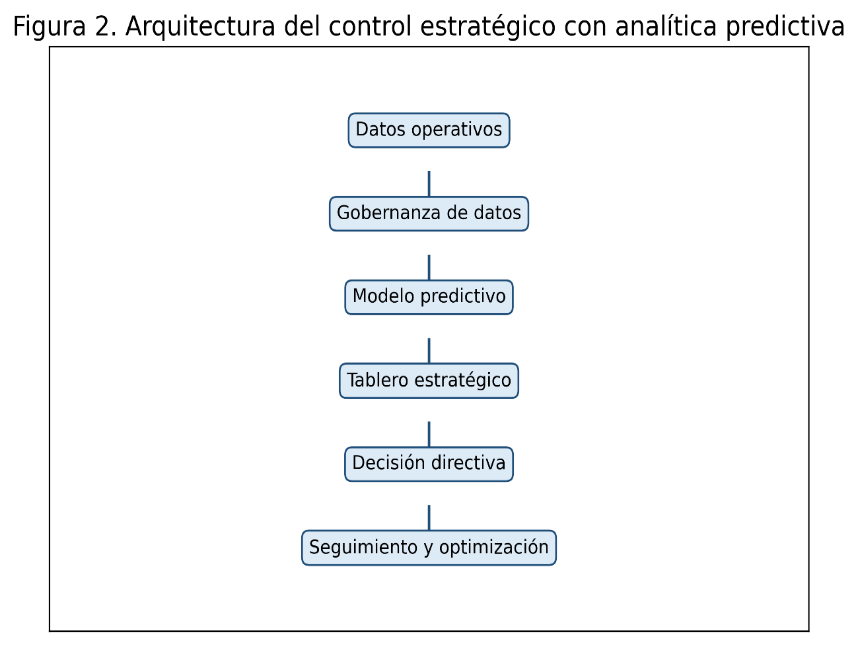 Figura 2. Arquitectura del control estratégico con analítica predictiva
Datos operativos
Gobernanza de datos
Modelo predictivo
Tablero estratégico
Decisión directiva
Seguimiento y optimización